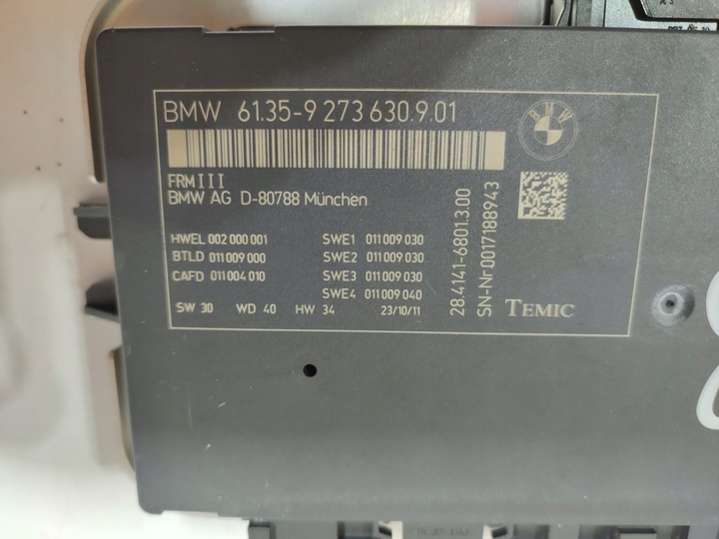 BMW 61.35-9 273 630.9.01
BMW
FRM III
BMW AG D-80788 München
HWEL 002 000 001 SWE1 011 009 030
BTLD 011 009 000 SWE2 011 009 030
CAFD 011 004 010 SWE3 011 009 030
SWE4 011 009 040
SW 30 WD 40 HW 34 23/10/11
28.4141-6801.3.00
SN-Nr 0017188943
TEMIC